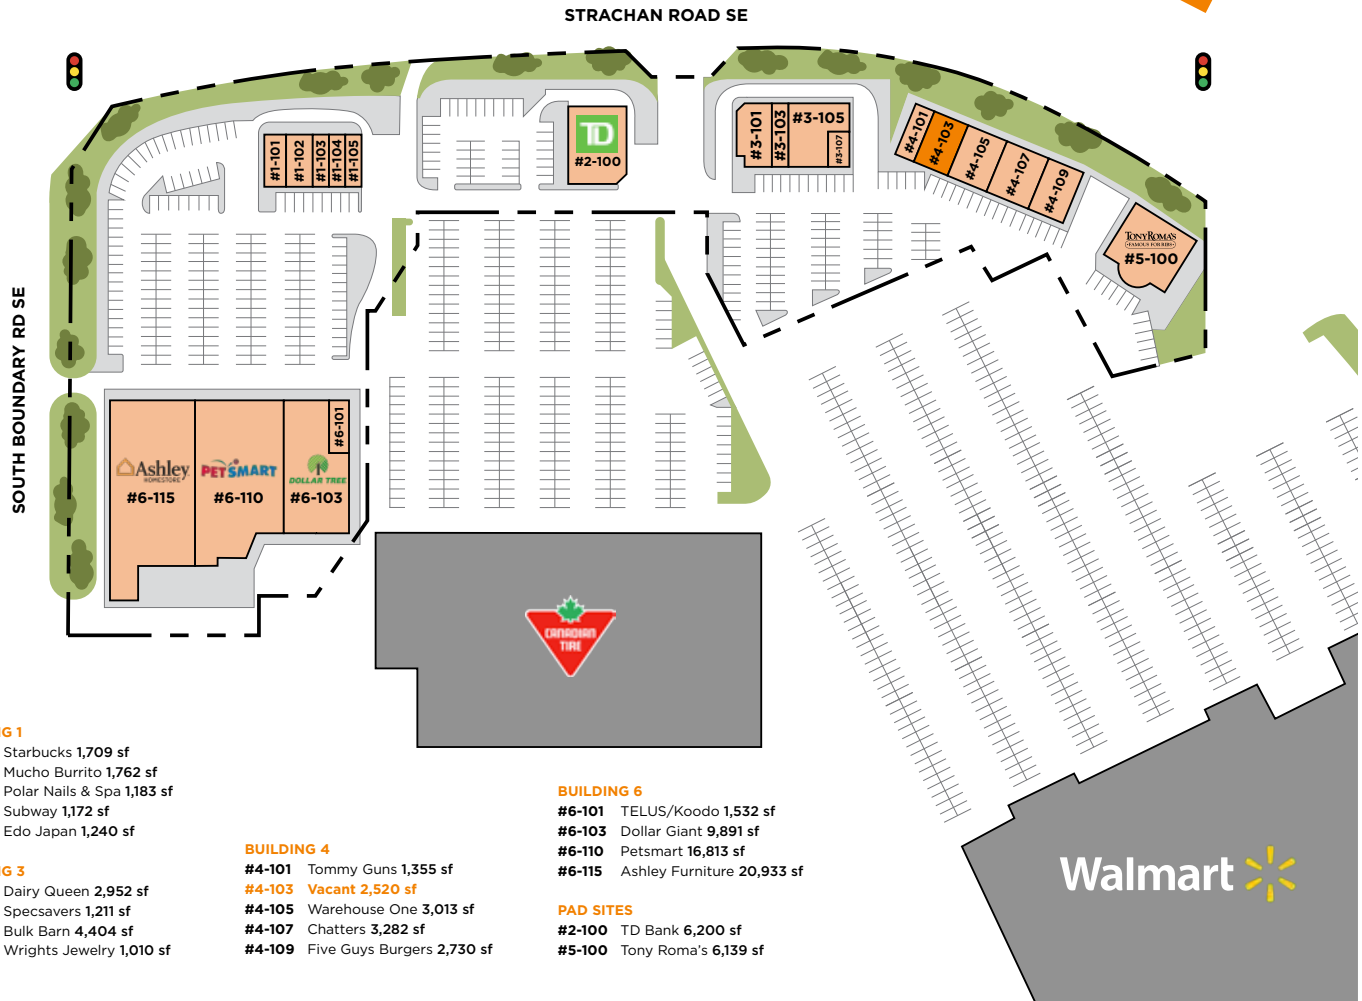 STRACHAN ROAD SE
SOUTH BOUNDARY RD SE
#1-101
#1-102
#1-103
#1-104
#1-105
TD
#2-100
#3-101
#3-103
#3-105
#3-107
#4-101
#4-103
#4-105
#4-107
#4-109
TONY ROMA'S
FAMOUS FOR RIBS
#5-100
Ashley
HOMESTORE
#6-115
PETSMART
#6-110
DOLLAR TREE
#6-103
#6-101
CANADIAN
TIRE
Walmart
NG 1
Starbucks 1,709 sf
Mucho Burrito 1,762 sf
Polar Nails & Spa 1,183 sf
Subway 1,172 sf
Edo Japan 1,240 sf
NG 3
Dairy Queen 2,952 sf
Specsavers 1,211 sf
Bulk Barn 4,404 sf
Wrights Jewelry 1,010 sf
BUILDING 4
#4-101 Tommy Guns 1,355 sf
#4-103 Vacant 2,520 sf
#4-105 Warehouse One 3,013 sf
#4-107 Chatters 3,282 sf
#4-109 Five Guys Burgers 2,730 sf
BUILDING 6
#6-101 TELUS/Koodo 1,532 sf
#6-103 Dollar Giant 9,891 sf
#6-110 Petsmart 16,813 sf
#6-115 Ashley Furniture 20,933 sf
PAD SITES
#2-100 TD Bank 6,200 sf
#5-100 Tony Roma's 6,139 sf